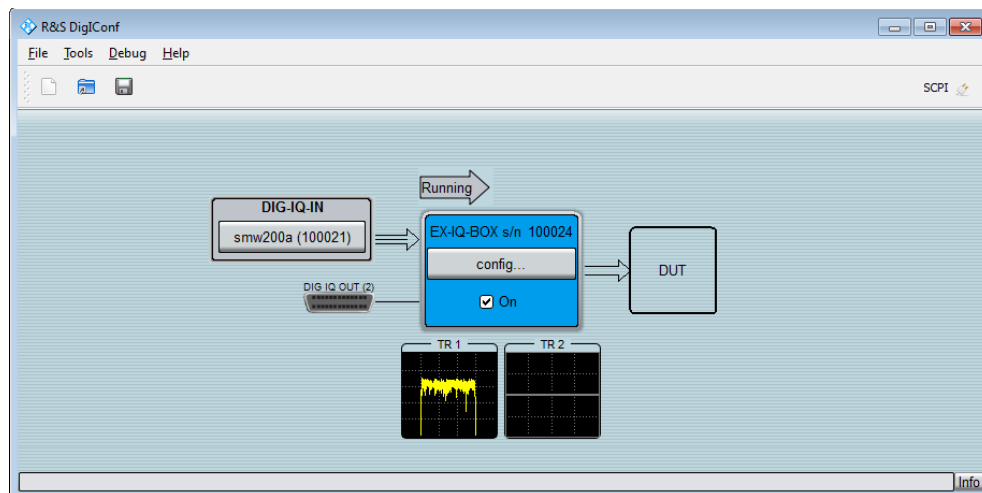 R&S DigIConf
File Tools Debug Help
SCPI
Running
DIG-IQ-IN
smw200a (100021)
EX-IQ-BOX s/n 100024
config...
DUT
DIG IQ OUT (2)
On
TR 1
TR 2
Info